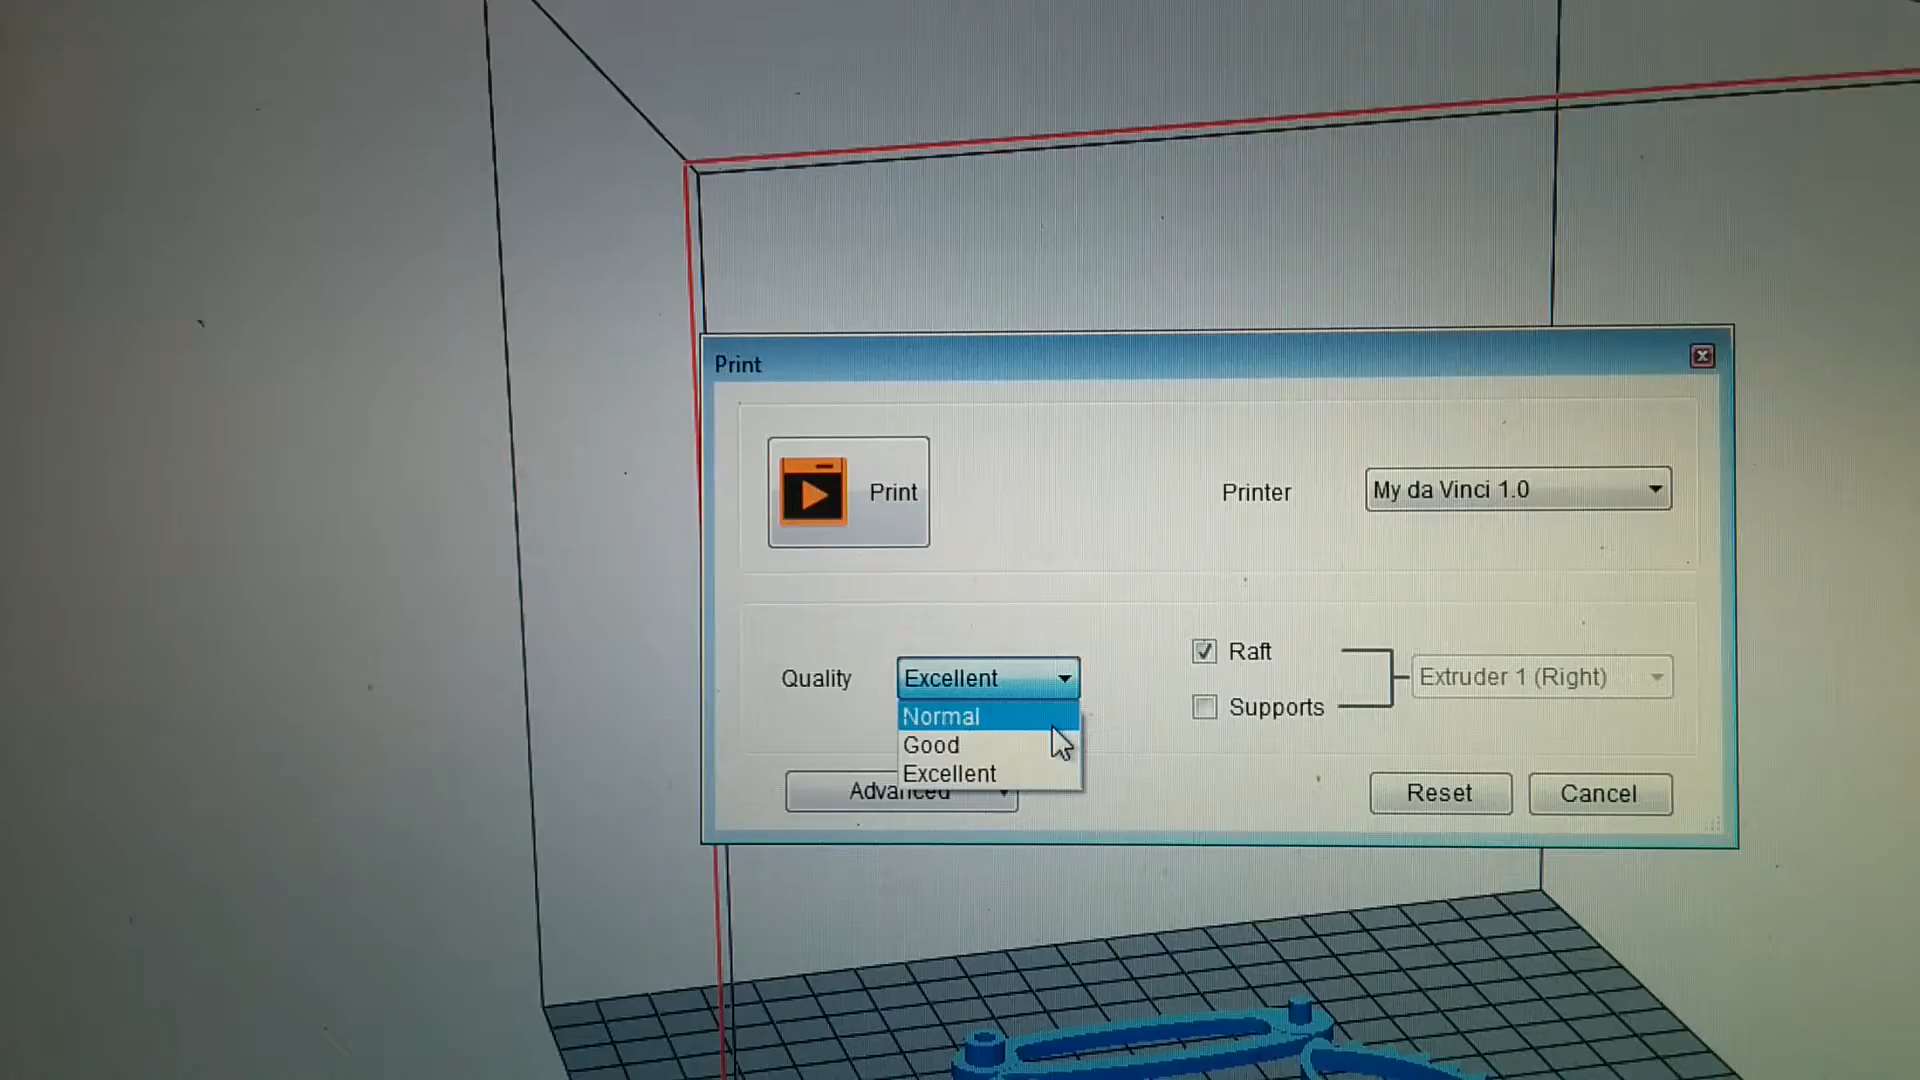 Print
Print
Printer
My da Vinci 1.0
Quality
Excellent
Normal
Good
Excellent
Raft
Supports
Extruder 1 (Right)
Advanced
Reset
Cancel